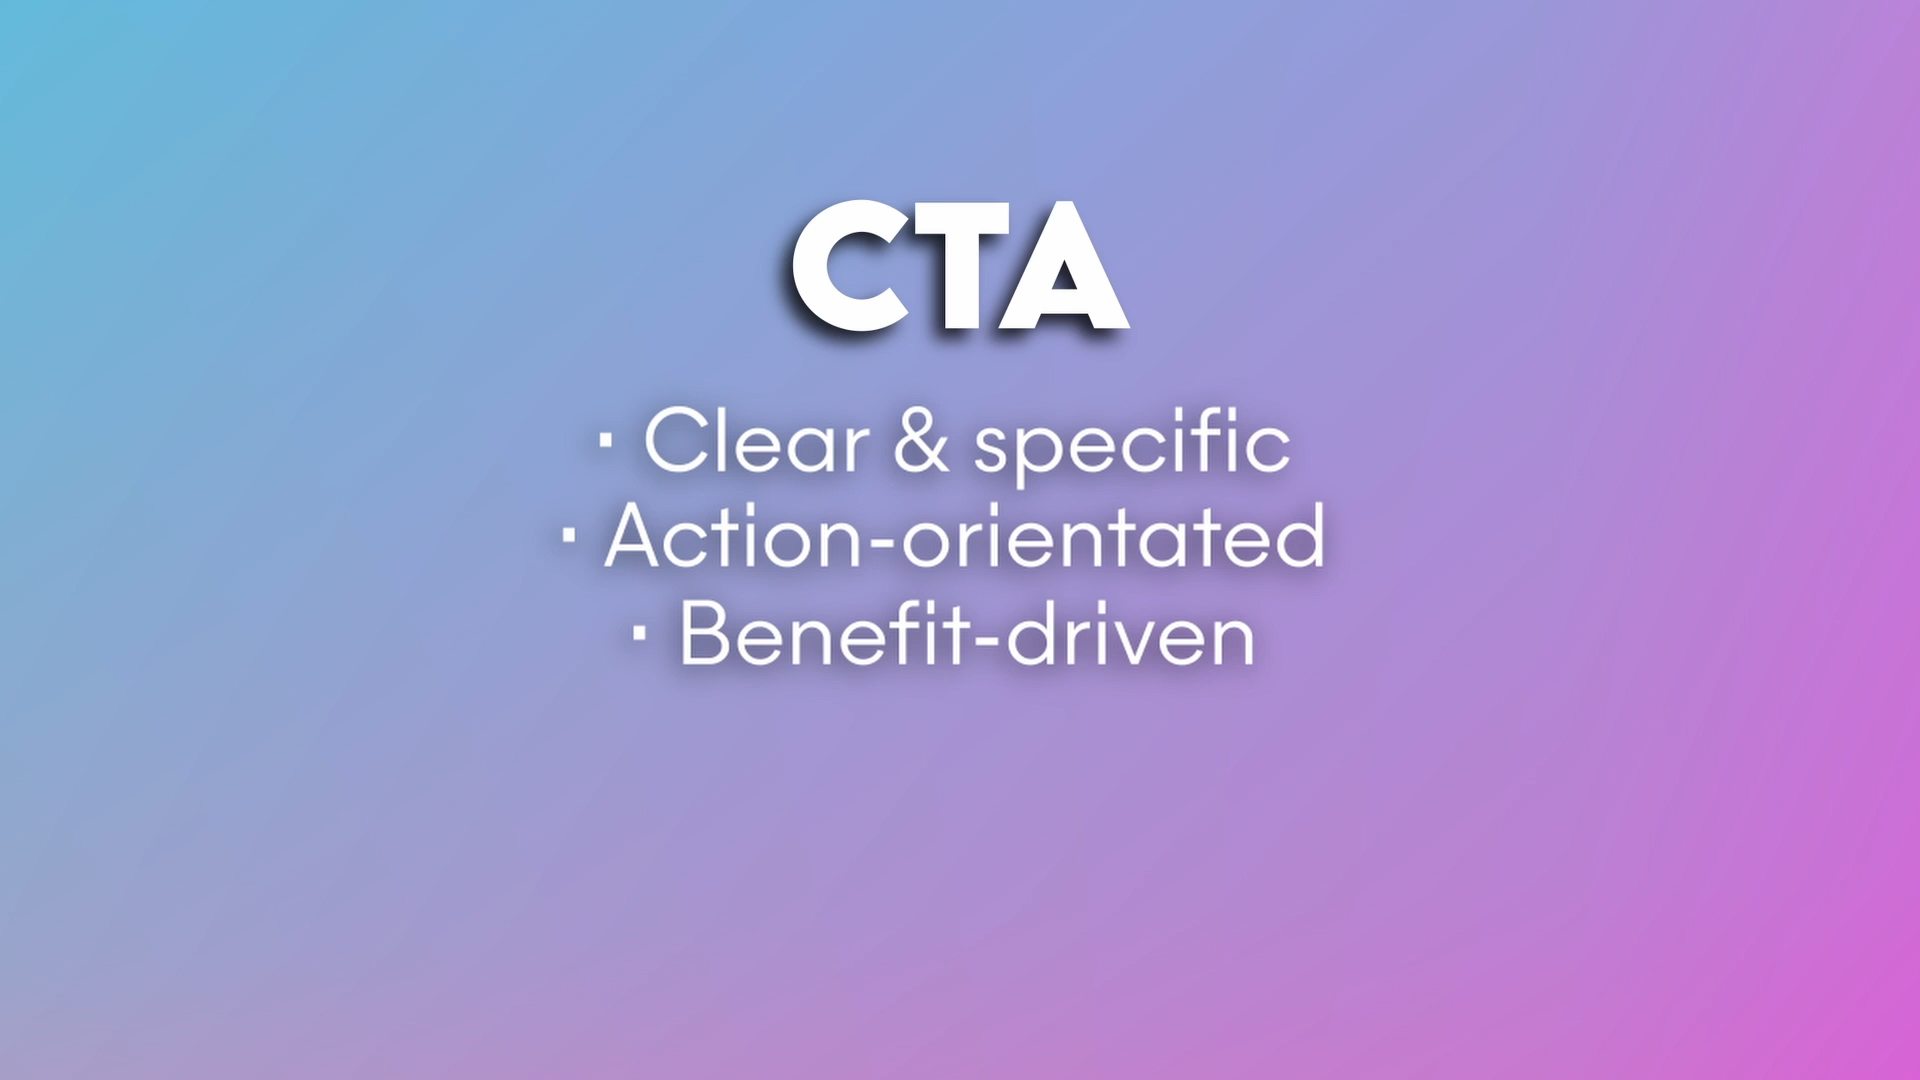 CTA
· Clear & specific
· Action-orientated
· Benefit-driven